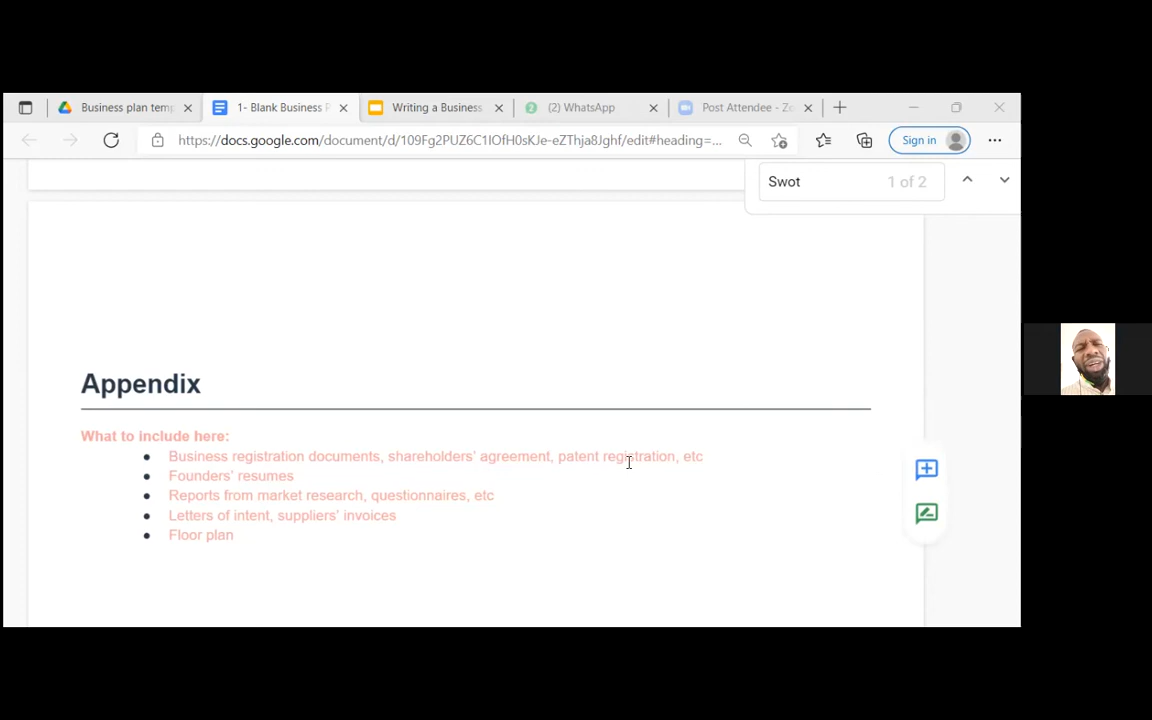 Business plan temp
1- Blank Business P
Writing a Business
(2) WhatsApp
Post Attendee - Zo
https://docs.google.com/document/d/109Fg2PUZ6C1lOfH0sKJe-eZThja8Jghf/edit#heading=...
Sign in
Swot
1 of 2
Appendix
What to include here:
Business registration documents, shareholders' agreement, patent registration, etc
Founders' resumes
Reports from market research, questionnaires, etc
Letters of intent, suppliers' invoices
Floor plan